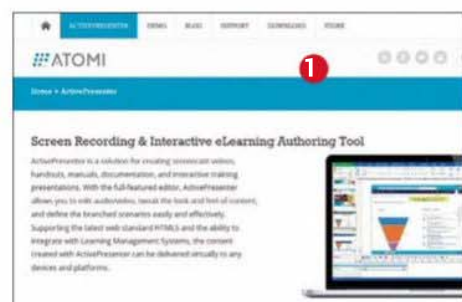 ACTIVEPRESENTER DEMO BLOG SUPPORT DOWNLOAD STORE
ATOMI
1
Home » ActivePresenter
Screen Recording & Interactive eLearning Authoring Tool
ActivePresenter is a solution for creating screencast videos,
handouts, manuals, documentation, and interactive training
presentations. With the full-featured editor, ActivePresenter
allows you to edit audio/video, tweak the look and feel of content,
and define the branched scenarios easily and effectively.
Supporting the latest web standard HTML5 and the ability to
integrate with Learning Management Systems, the content
created with ActivePresenter can be delivered virtually to any
devices and platforms.